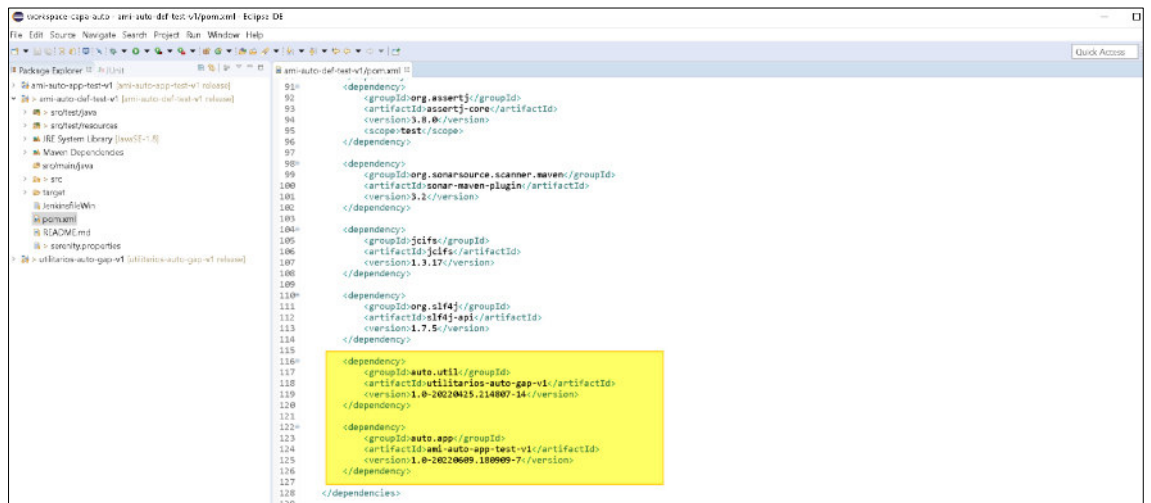 workspace-capa-auto - ami-auto-def-test-v1/pom.xml - Eclipse IDE
File Edit Source Navigate Search Project Run Window Help
Quick Access
Package Explorer
JUnit
ami-auto-app-test-v1 [ami-auto-app-test-v1 release]
> ami-auto-def-test-v1 [ami-auto-def-test-v1 release]
> src/test/java
> src/test/resources
JRE System Library [JavaSE-1.8]
Maven Dependencies
src/main/java
> src
> target
JenkinsfileWin
pom.xml
README.md
> serenity.properties
> utilitarios-auto-gap-v1 [utilitarios-auto-gap-v1 release]
ami-auto-def-test-v1/pom.xml
91 <dependency>
92 <groupId>org.assertj</groupId>
93 <artifactId>assertj-core</artifactId>
94 <version>3.8.0</version>
95 <scope>test</scope>
96 </dependency>
97
98 <dependency>
99 <groupId>org.sonarsource.scanner.maven</groupId>
100 <artifactId>sonar-maven-plugin</artifactId>
101 <version>3.2</version>
102 </dependency>
103
104 <dependency>
105 <groupId>jcifs</groupId>
106 <artifactId>jcifs</artifactId>
107 <version>1.3.17</version>
108 </dependency>
109
110 <dependency>
111 <groupId>org.slf4j</groupId>
112 <artifactId>slf4j-api</artifactId>
113 <version>1.7.5</version>
114 </dependency>
115
116 <dependency>
117 <groupId>auto.util</groupId>
118 <artifactId>utilitarios-auto-gap-v1</artifactId>
119 <version>1.0-20220425.214807-14</version>
120 </dependency>
121
122 <dependency>
123 <groupId>auto.app</groupId>
124 <artifactId>ami-auto-app-test-v1</artifactId>
125 <version>1.0-20220609.180909-7</version>
126 </dependency>
127
128 </dependencies>